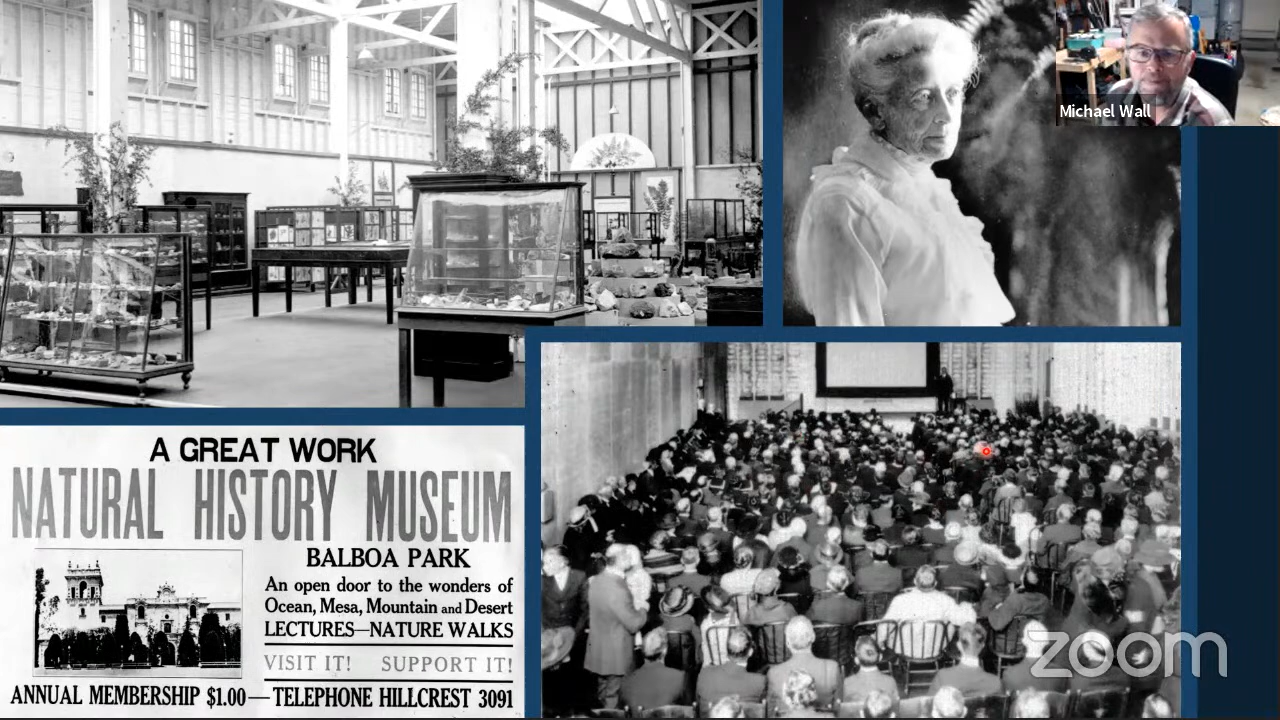 Michael Wall
A GREAT WORK
NATURAL HISTORY MUSEUM
BALBOA PARK
An open door to the wonders of
Ocean, Mesa, Mountain and Desert
LECTURES—NATURE WALKS
VISIT IT! SUPPORT IT!
ANNUAL MEMBERSHIP $1.00—TELEPHONE HILLCREST 3091
zoom